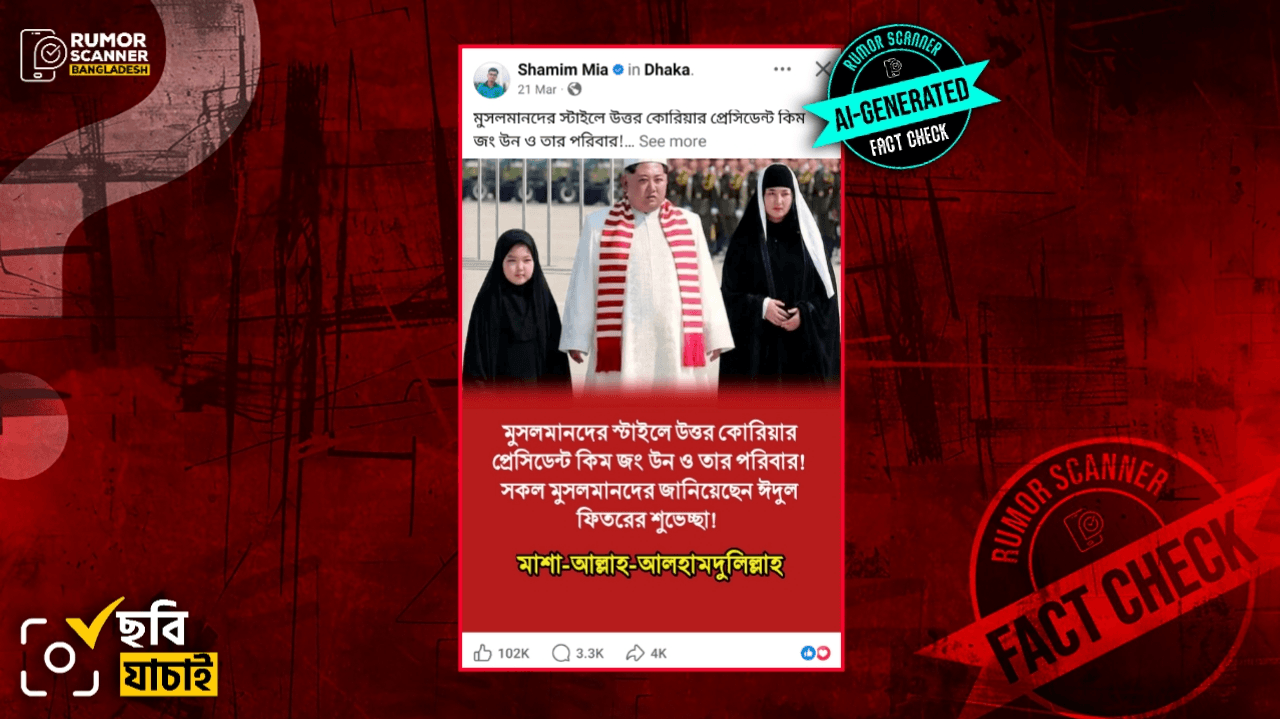 RUMOR
SCANNER
BANGLADESH
Shamim Mia in Dhaka.
21 Mar
মুসলমানদের স্টাইলে উত্তর কোরিয়ার প্রেসিডেন্ট কিম
জং উন ও তার পরিবার!... See more
RUMOR SCANNER
AI-GENERATED
FACT CHECK
মুসলমানদের স্টাইলে উত্তর কোরিয়ার
প্রেসিডেন্ট কিম জং উন ও তার পরিবার!
সকল মুসলমানদের জানিয়েছেন ঈদুল
ফিতরের শুভেচ্ছা!
মাশা-আল্লাহ-আলহামদুলিল্লাহ
102K 3.3K 4K
ছবি
যাচাই
RUMOR SCANNER
FACT CHECK